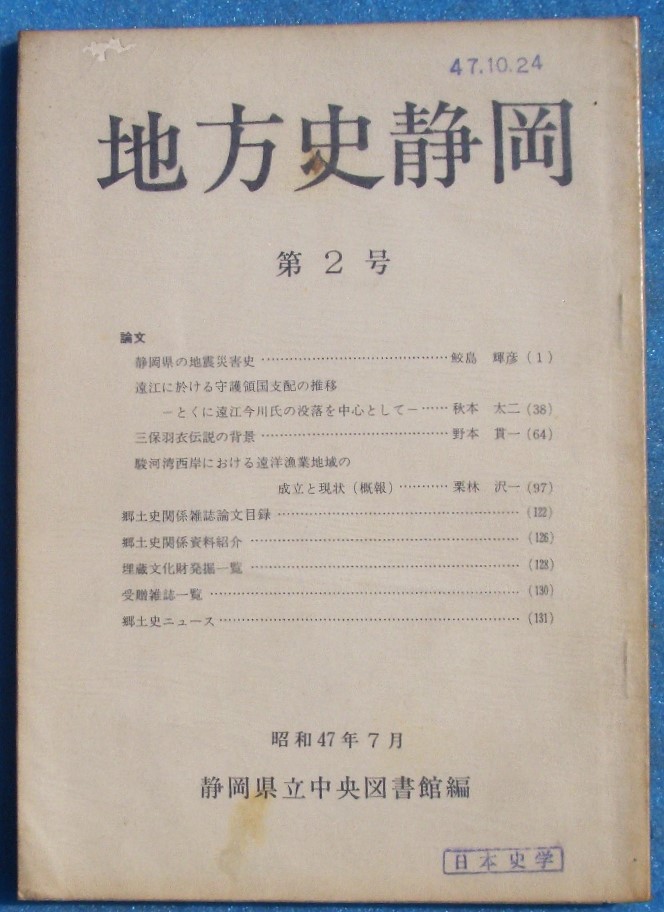 47.10.24
地方史静岡
第2号
論文
静岡県の地震災害史……………………………………鮫島 輝彦(1)
遠江に於ける守護領国支配の推移
－とくに遠江今川氏の没落を中心として－……秋本 太二(38)
三保羽衣伝説の背景……………………………………野本 貫一(64)
駿河湾西岸における遠洋漁業地域の
成立と現状(概報)…………栗林 沢一(97)
郷土史関係雑誌論文目録……………………………………………(122)
郷土史関係資料紹介…………………………………………………(126)
埋蔵文化財発掘一覧…………………………………………………(128)
受贈雑誌一覧…………………………………………………………(130)
郷土史ニュース………………………………………………………(131)
昭和47年7月
静岡県立中央図書館編
日本史学